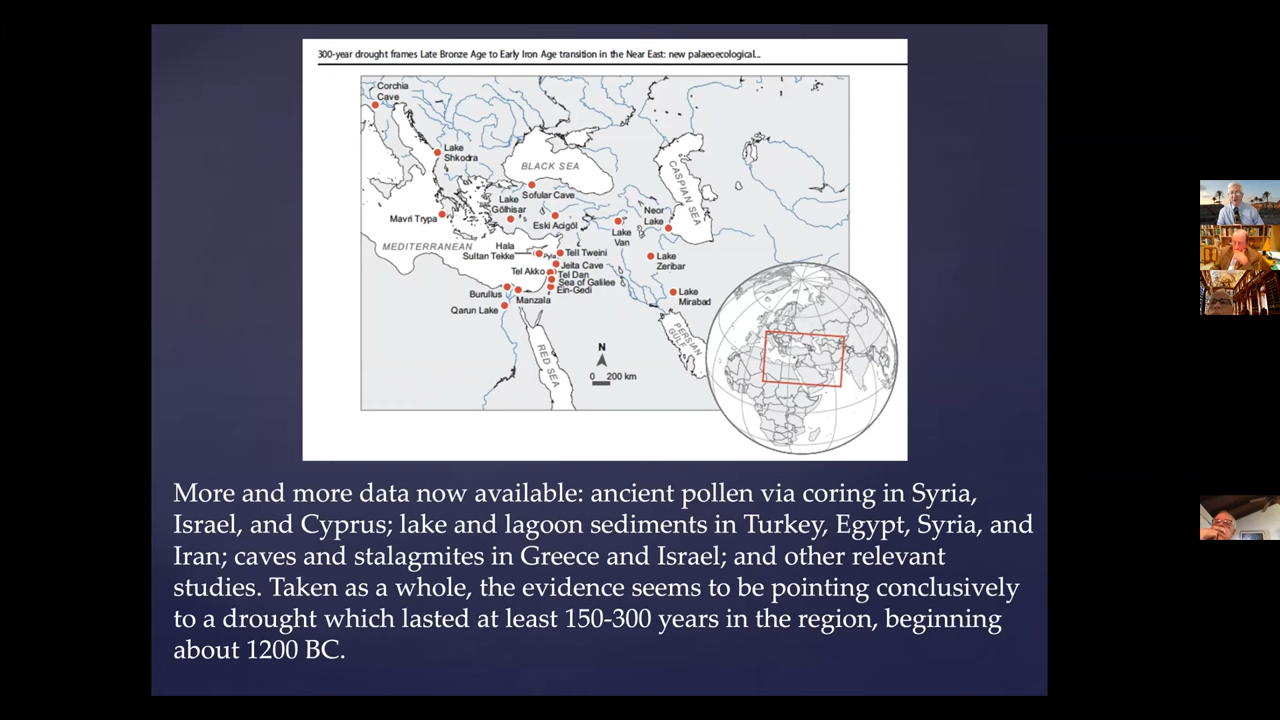 300-year drought frames Late Bronze Age to Early Iron Age transition in the Near East: new palaeoecological...
Corchia
Cave
Lake
Shkodra
BLACK SEA
CASPIAN SEA
Sofular Cave
Lake
Gölhisar
Mavri Trypa
Eski Acigöl
Neor
Lake
Lake
Van
MEDITERRANEAN
Hala
Sultan Tekke
Pyla
Tell Tweini
Lake
Zeribar
Jeita Cave
Tel Akko
Tel Dan
Sea of Galilee
Ein-Gedi
Burullus
Manzala
Lake
Mirabad
Qarun Lake
PERSIAN
GULF
RED SEA
N
0 200 km
More and more data now available: ancient pollen via coring in Syria,
Israel, and Cyprus; lake and lagoon sediments in Turkey, Egypt, Syria, and
Iran; caves and stalagmites in Greece and Israel; and other relevant
studies. Taken as a whole, the evidence seems to be pointing conclusively
to a drought which lasted at least 150-300 years in the region, beginning
about 1200 BC.